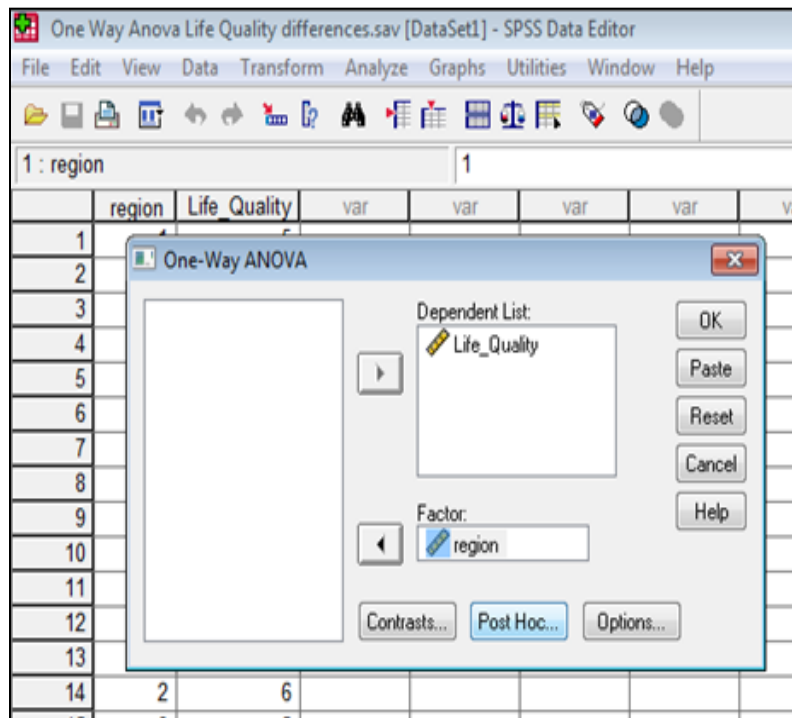 One Way Anova Life Quality differences.sav [DataSet1] - SPSS Data Editor
File Edit View Data Transform Analyze Graphs Utilities Window Help
1 : region 1
region Life_Quality var var var var
1
2
3
4
5
6
7
8
9
10
11
12
13
14 2 6
One-Way ANOVA
Dependent List:
Life_Quality
Factor:
region
OK
Paste
Reset
Cancel
Help
Contrasts... Post Hoc... Options...